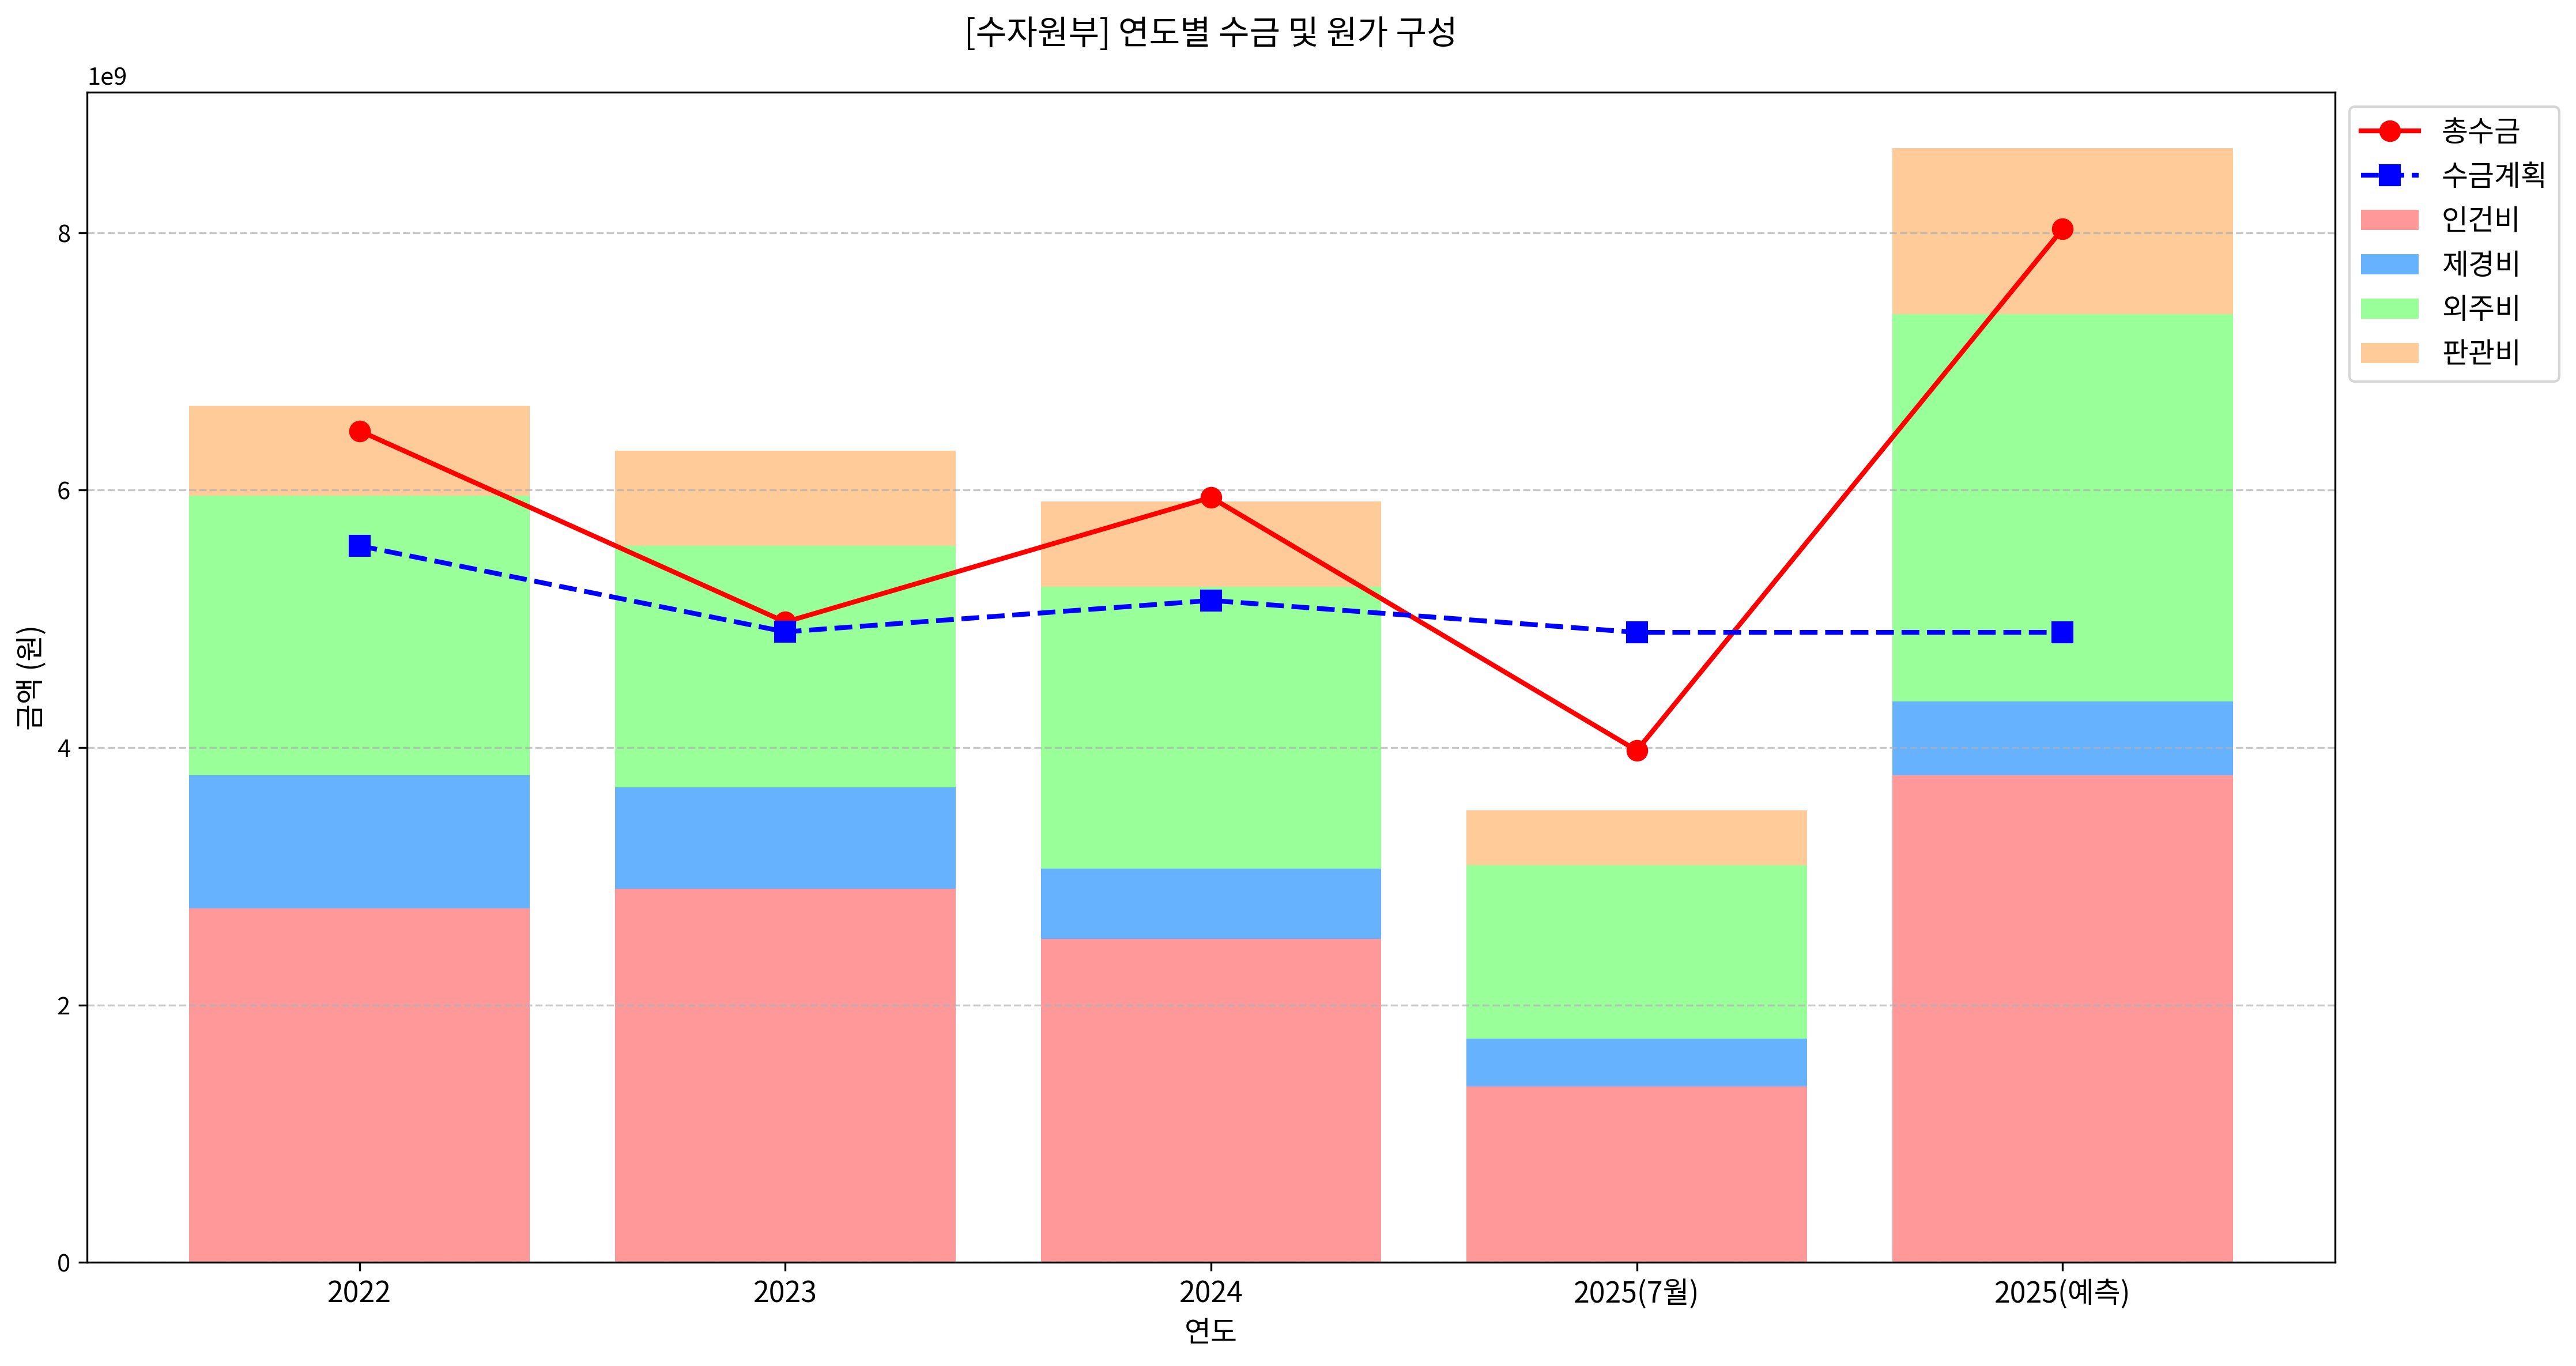 [수자원부] 연도별 수금 및 원가 구성
1e9
8
6
4
2
0
금액 (원)
2022
2023
2024
2025(7월)
2025(예측)
연도
총수금
수금계획
인건비
제경비
외주비
판관비